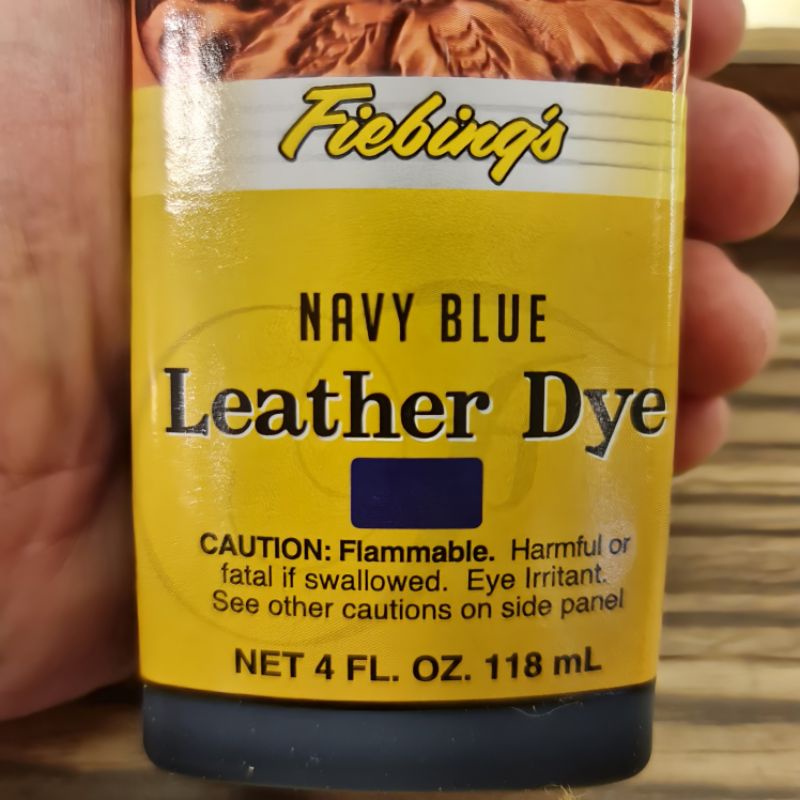 Fiebing's
NAVY BLUE
Leather Dye
CAUTION: Flammable. Harmful or
fatal if swallowed. Eye Irritant.
See other cautions on side panel
NET 4 FL. OZ. 118 mL